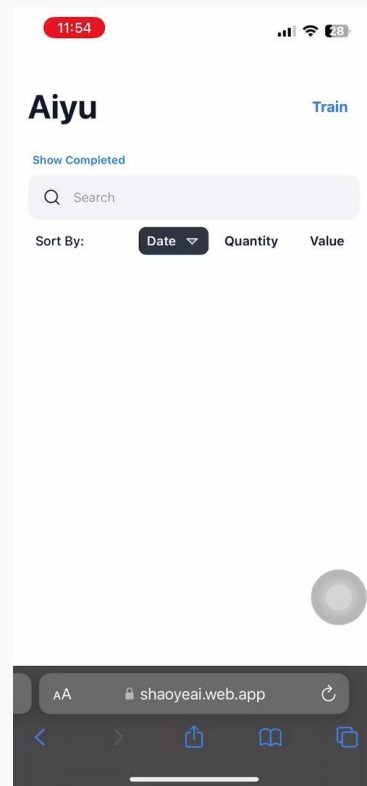 11:54
28
Aiyu
Train
Show Completed
Search
Sort By: Date Quantity Value
AA shaoyeai.web.app